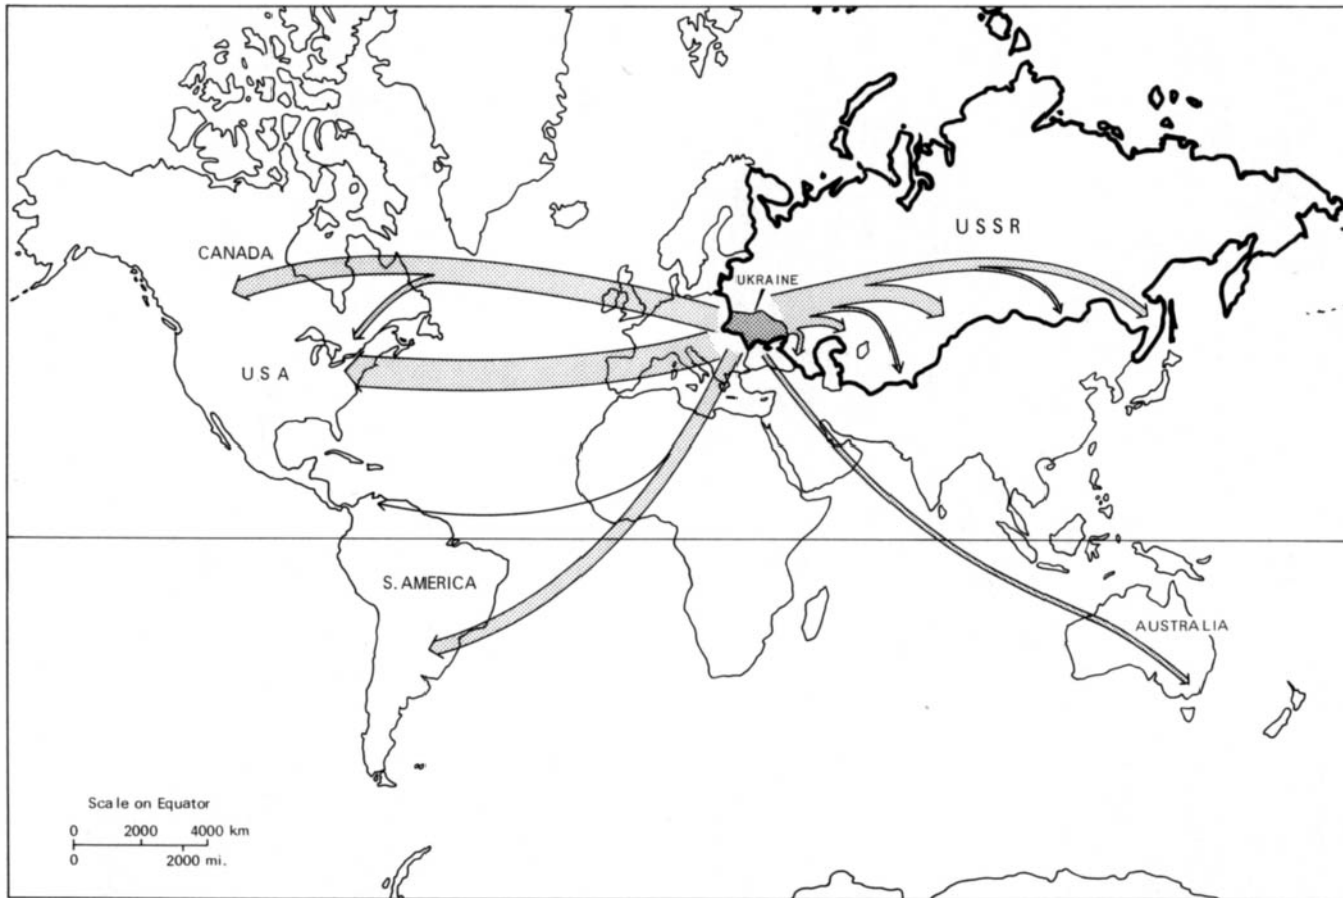 USSR
CANADA
UKRAINE
USA
S. AMERICA
AUSTRALIA
Scale on Equator
0 2000 4000 km
0 2000 mi.